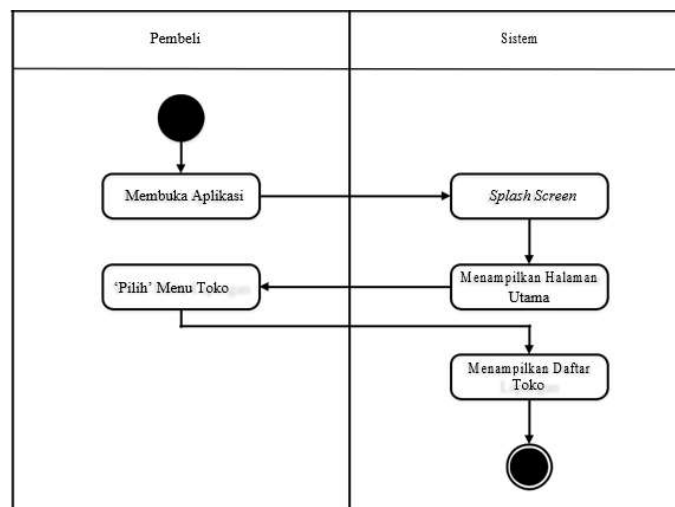 Pembeli
Sistem
Membuka Aplikasi
Splash Screen
Menampilkan Halaman
Utama
‘Pilih’ Menu Toko
Menampilkan Daftar
Toko